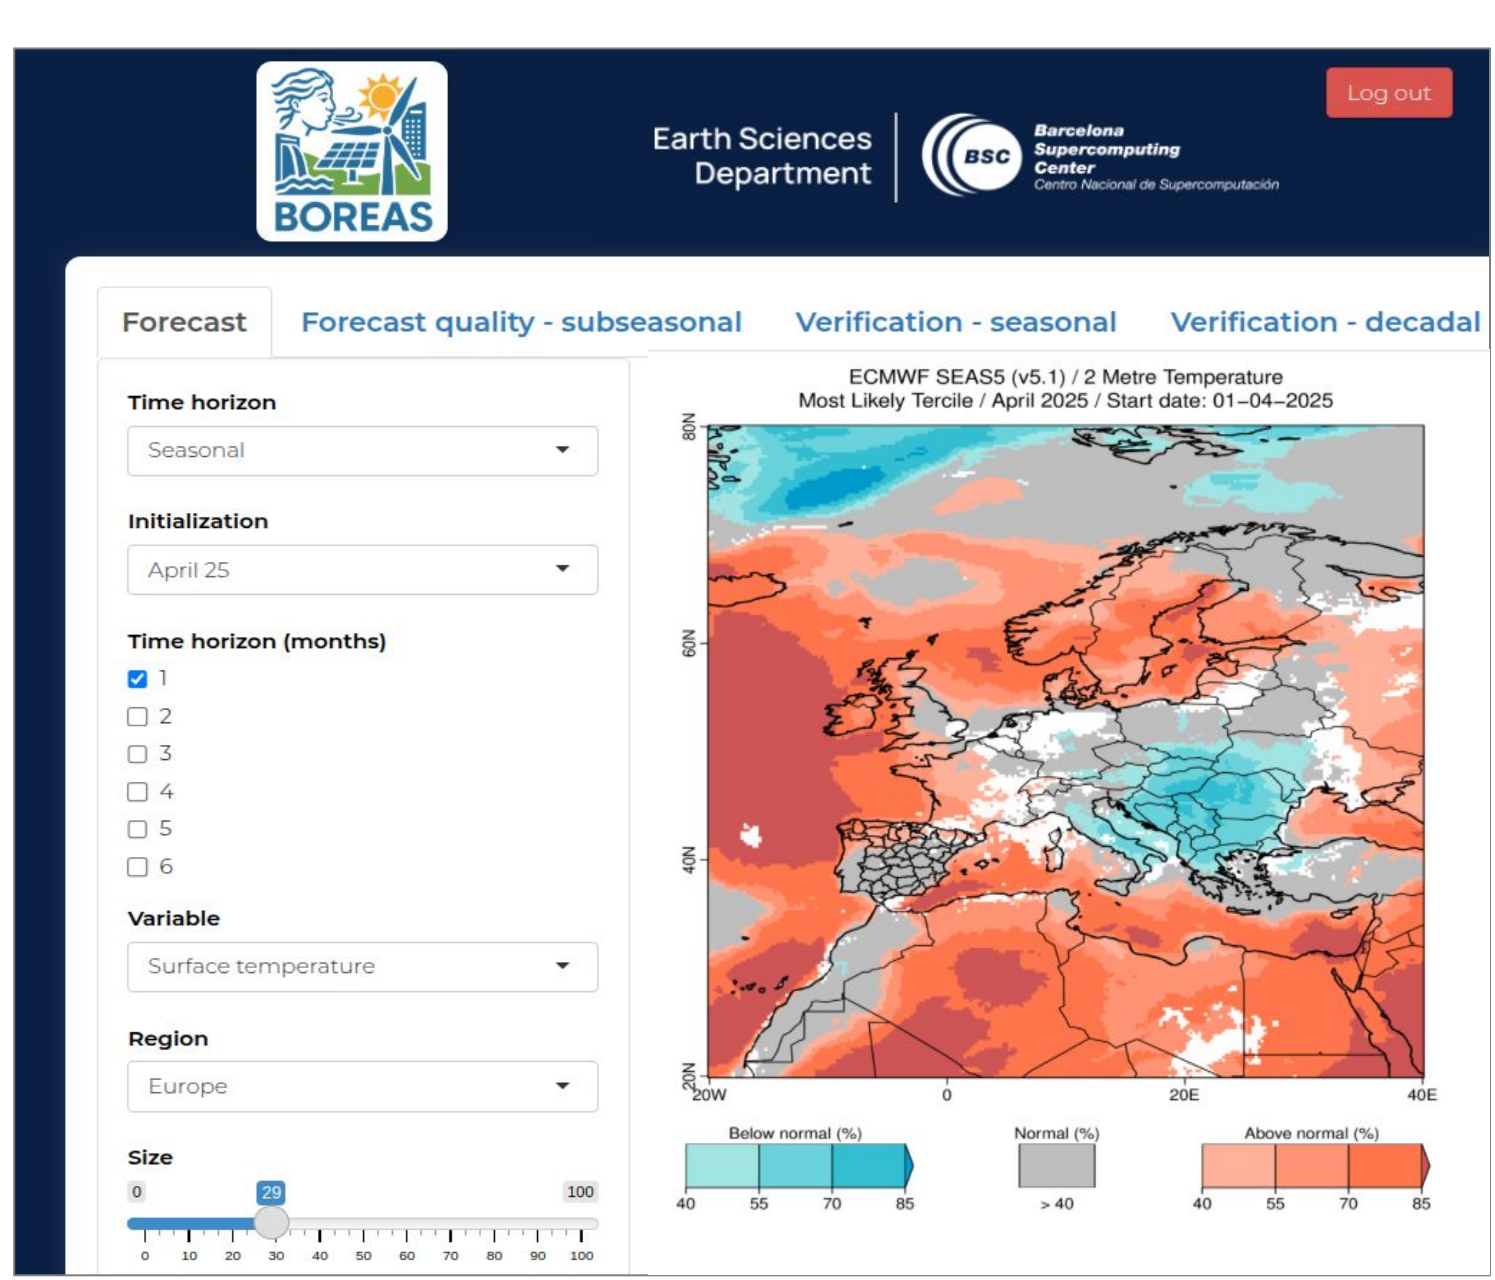 BOREAS
Earth Sciences
Department
BSC
Barcelona
Supercomputing
Center
Centro Nacional de Supercomputación
Log out
Forecast
Forecast quality - subseasonal
Verification - seasonal
Verification - decadal
Time horizon
Seasonal
Initialization
April 25
Time horizon (months)
1
2
3
4
5
6
Variable
Surface temperature
Region
Europe
Size
0
29
100
0 10 20 30 40 50 60 70 80 90 100
ECMWF SEAS5 (v5.1) / 2 Metre Temperature
Most Likely Tercile / April 2025 / Start date: 01−04−2025
80N
60N
40N
20N
20W 0 20E 40E
Below normal (%)
40 55 70 85
Normal (%)
> 40
Above normal (%)
40 55 70 85